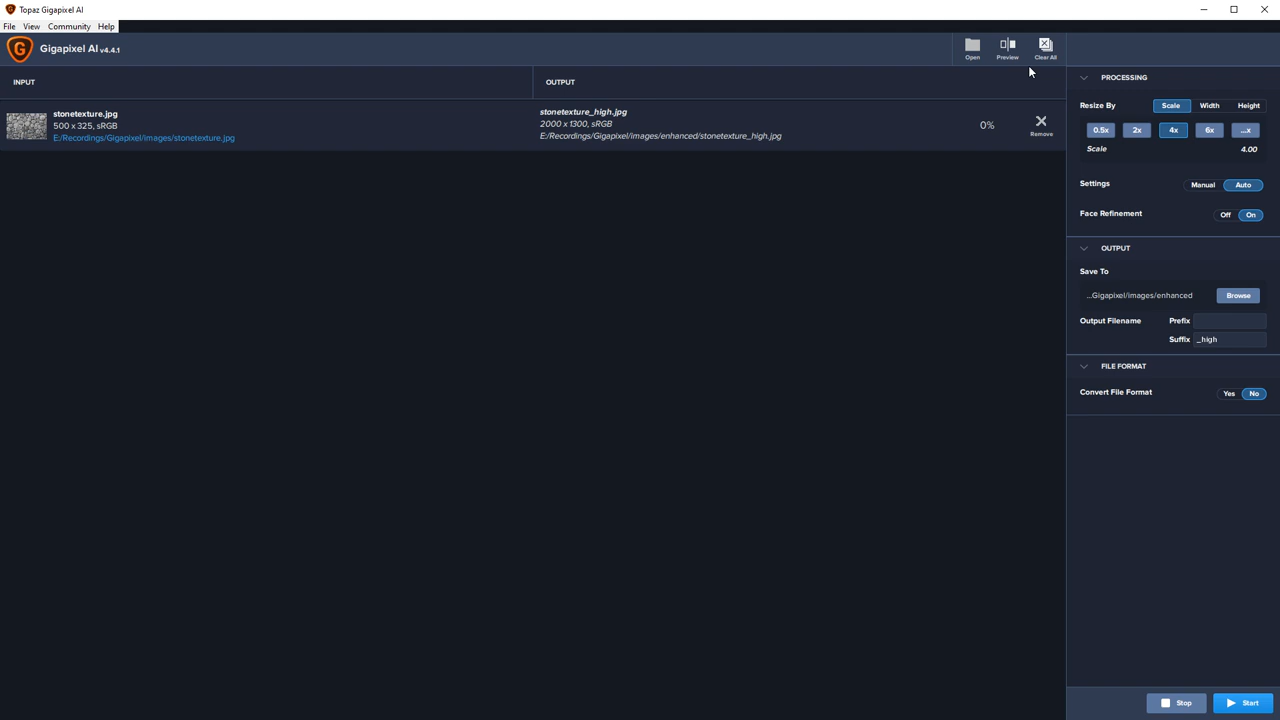 Topaz Gigapixel AI
File View Community Help
Gigapixel AI v4.4.1
Open Preview Clear All
INPUT OUTPUT
stonetexture.jpg
500 x 325, sRGB
E:/Recordings/Gigapixel/images/stonetexture.jpg
stonetexture_high.jpg
2000 x 1300, sRGB
E:/Recordings/Gigapixel/images/enhanced/stonetexture_high.jpg
0%
Remove
PROCESSING
Resize By Scale Width Height
0.5x 2x 4x 6x ...x
Scale 4.00
Settings Manual Auto
Face Refinement Off On
OUTPUT
Save To
...Gigapixel/images/enhanced Browse
Output Filename Prefix
Suffix _high
FILE FORMAT
Convert File Format Yes No
Stop Start